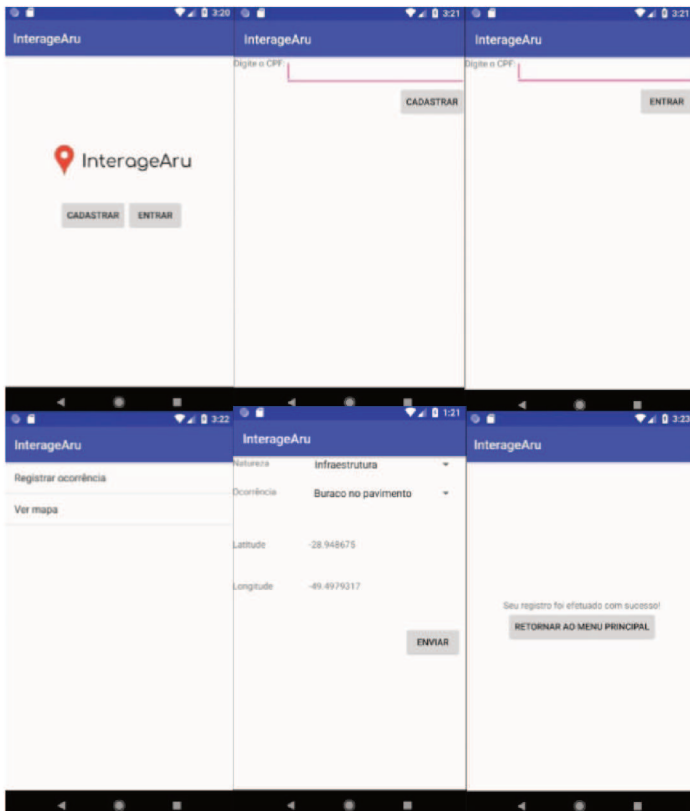 3:20
InterageAru
InterageAru
CADASTRAR ENTRAR
3:21
InterageAru
Digite o CPF:
CADASTRAR
3:21
InterageAru
Digite o CPF:
ENTRAR
3:22
InterageAru
Registrar ocorrência
Ver mapa
1:21
InterageAru
Natureza Infraestrutura
Ocorrência Buraco no pavimento
Latitude -28.948675
Longitude -49.4979317
ENVIAR
3:23
InterageAru
Seu registro foi efetuado com sucesso!
RETORNAR AO MENU PRINCIPAL